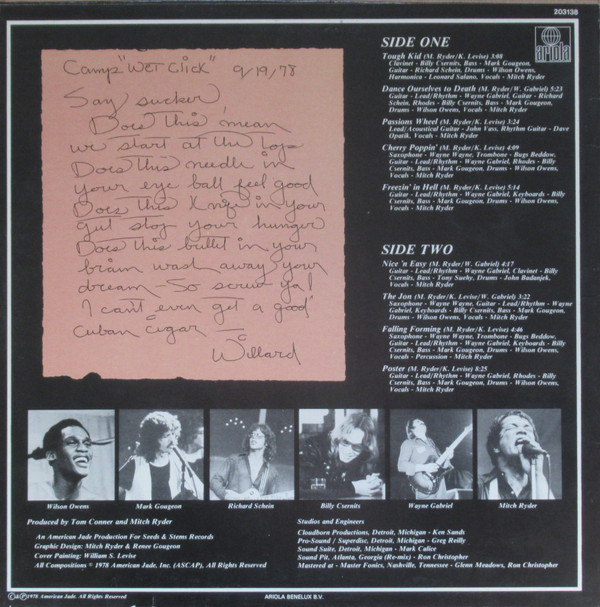 203138
ariola
Camp "Wet Click" 9/19/78
Say sucker,
Does this mean
we start at the top
Does this needle in
your eye ball feel good
Does this Knife in your
gut stop your hunger
Does this bullet in your
brain wash away your
dream - So screw ya!
I can't even get a good
Cuban cigar
Willard
SIDE ONE
Tough Kid (M. Ryder/K. Levise) 3:08
Clavinet - Billy Csernits, Bass - Mark Gougeon,
Guitar - Richard Schein, Drums - Wilson Owens,
Harmonica - Leonard Salano, Vocals - Mitch Ryder
Dance Ourselves to Death (M. Ryder/W. Gabriel) 5:23
Guitar - Lead/Rhythm - Wayne Gabriel, Guitar - Richard
Schein, Rhodes - Billy Csernits, Bass - Mark Gougeon,
Drums - Wilson Owens, Vocals - Mitch Ryder
Passions Wheel (M. Ryder/K. Levise) 3:24
Lead/Acoustical Guitar - John Vass, Rhythm Guitar - Dave
Opatik, Vocals - Mitch Ryder
Cherry Poppin' (M. Ryder/K. Levise) 4:09
Saxophone - Wayne Wayne, Trombone - Bugs Beddow,
Guitar - Lead/Rhythm - Wayne Gabriel, Rhodes - Billy
Csernits, Bass - Mark Gougeon, Drums - Wilson Owens,
Vocals - Mitch Ryder
Freezin' in Hell (M. Ryder/K. Levise) 5:14
Guitar - Lead/Rhythm - Wayne Gabriel, Keyboards - Billy
Csernits, Bass - Mark Gougeon, Drums - Wilson Owens,
Vocals - Mitch Ryder
SIDE TWO
Nice 'n Easy (M. Ryder/W. Gabriel) 4:17
Guitar - Lead/Rhythm - Wayne Gabriel, Clavinet - Billy
Csernits, Bass - Tony Suehy, Drums - John Badanjek,
Vocals - Mitch Ryder
The Jon (M. Ryder/K. Levise/W. Gabriel) 3:22
Saxophone - Wayne Wayne, Guitar - Lead/Rhythm - Wayne
Gabriel, Keyboards - Billy Csernits, Bass - Mark Gougeon,
Drums - Wilson Owens, Vocals - Mitch Ryder
Falling Forming (M. Ryder/K. Levise) 4:46
Saxophone - Wayne Wayne, Trombone - Bugs Beddow,
Guitar - Lead/Rhythm - Wayne Gabriel, Keyboards - Billy
Csernits, Bass - Mark Gougeon, Drums - Wilson Owens,
Vocals - Percussion - Mitch Ryder
Poster (M. Ryder/K. Levise) 8:25
Guitar - Lead/Rhythm - Wayne Gabriel, Rhodes - Billy
Csernits, Bass - Mark Gougeon, Drums - Wilson Owens,
Vocals - Mitch Ryder
Wilson Owens Mark Gougeon Richard Schein Billy Csernits Wayne Gabriel Mitch Ryder
Produced by Tom Conner and Mitch Ryder
An American Jade Production For Seeds & Stems Records
Graphic Design: Mitch Ryder & Renee Gougeon
Cover Painting: William S. Levise
All Compositions © 1978 American Jade, Inc. (ASCAP), All Rights Reserved
Studios and Engineers
Cloudborn Productions, Detroit, Michigan - Ken Sands
Pro-Sound / Superdisc, Detroit, Michigan - Greg Reilly
Sound Suite, Detroit, Michigan - Mark Calice
Sound Pit, Atlanta, Georgia (Re-mix) - Ron Christopher
Mastered at - Master Fonics, Nashville, Tennessee - Glenn Meadows, Ron Christopher
© & ℗ 1978 American Jade. All Rights Reserved
ARIOLA BENELUX B.V.